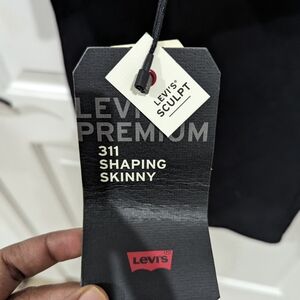 LEVI'S®
SCULPT
LEVI'S
PREMIUM
311
SHAPING
SKINNY
Levi's